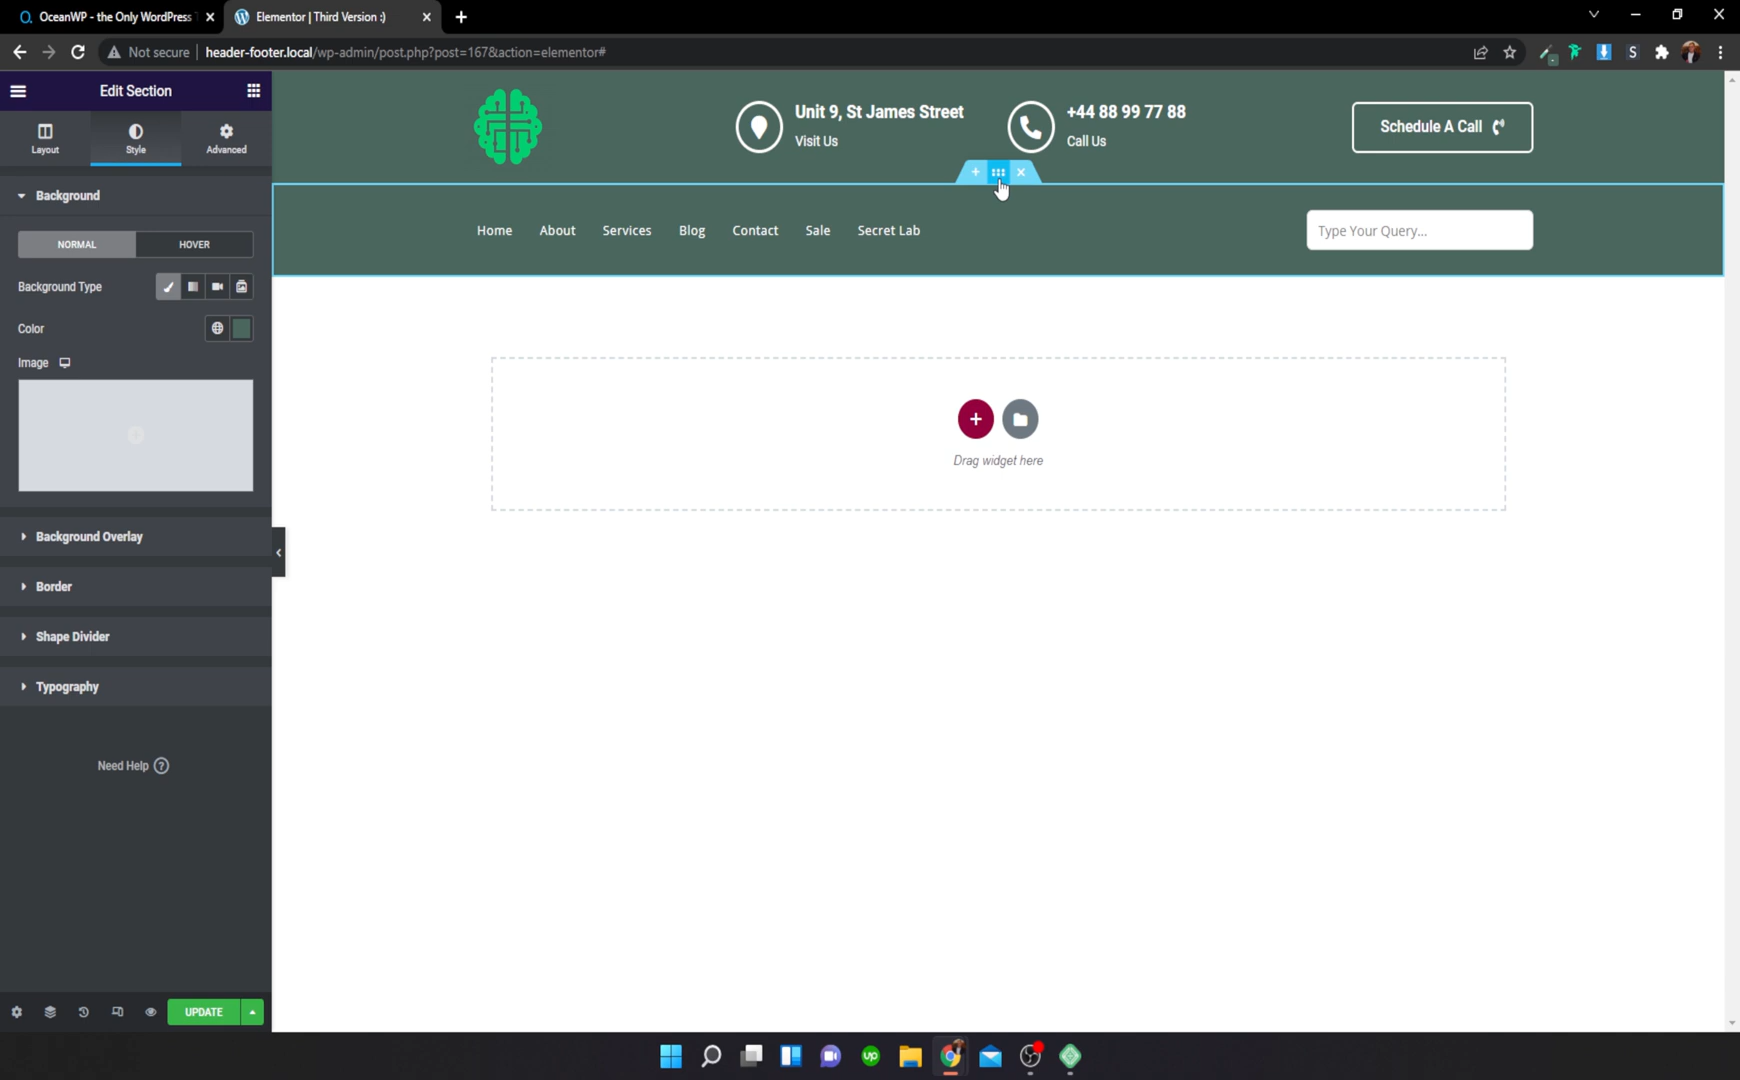 OceanWP - the Only WordPress
Elementor | Third Version :)
Not secure
header-footer.local/wp-admin/post.php?post=167&action=elementor#
S
Edit Section
Layout
Style
Advanced
Background
NORMAL
HOVER
Background Type
Color
Image
Background Overlay
Border
Shape Divider
Typography
Need Help ?
UPDATE
Unit 9, St James Street
Visit Us
+44 88 99 77 88
Call Us
Schedule A Call
Home
About
Services
Blog
Contact
Sale
Secret Lab
Type Your Query...
Drag widget here
up